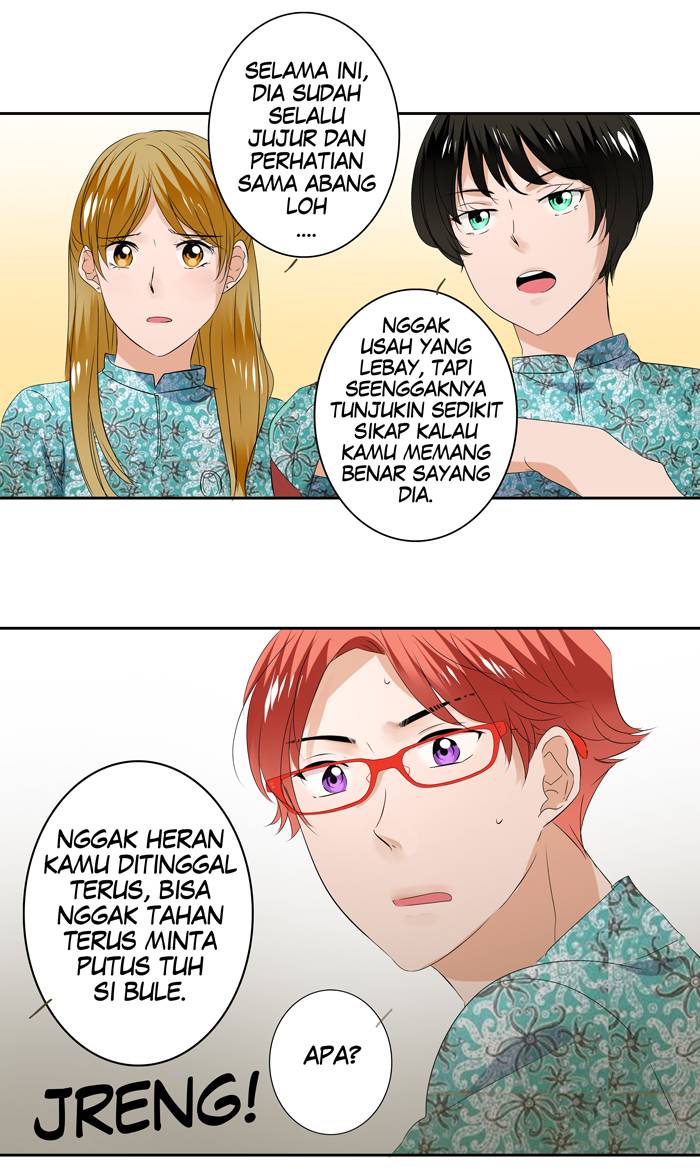 SELAMA INI,
DIA SUDAH
SELALU
JUJUR DAN
PERHATIAN
SAMA ABANG
LOH
....
NGGAK
USAH YANG
LEBAY, TAPI
SEENGGAKNYA
TUNJUKIN SEDIKIT
SIKAP KALAU
KAMU MEMANG
BENAR SAYANG
DIA.
NGGAK HERAN
KAMU DITINGGAL
TERUS, BISA
NGGAK TAHAN
TERUS MINTA
PUTUS TUH
SI BULE.
APA?
JRENG!